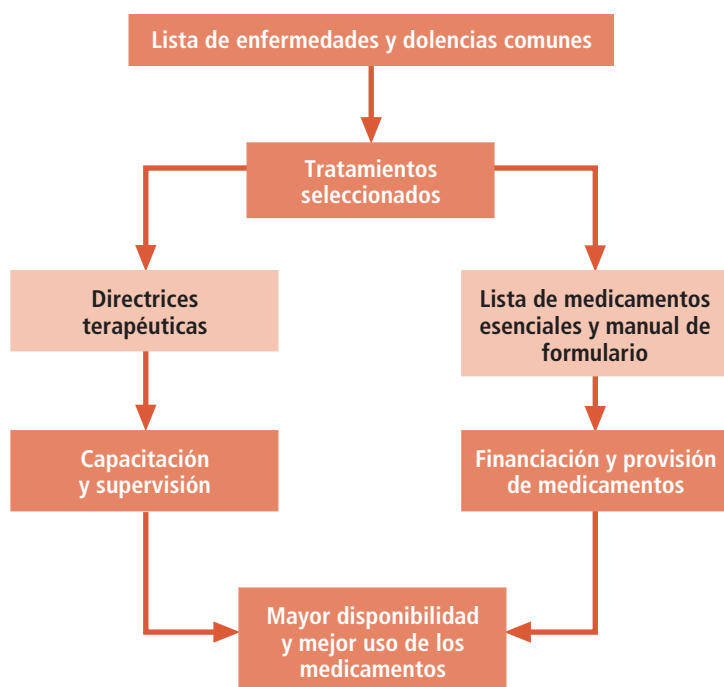 Lista de enfermedades y dolencias comunes
Tratamientos
seleccionados
Directrices
terapéuticas
Lista de medicamentos
esenciales y manual de
formulario
Capacitación
y supervisión
Financiación y provisión
de medicamentos
Mayor disponibilidad
y mejor uso de los
medicamentos